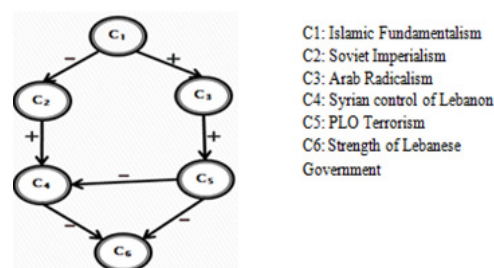 C1
− +
C2 C3
+ +
C4 − C5
− −
C6
C1: Islamic Fundamentalism
C2: Soviet Imperialism
C3: Arab Radicalism
C4: Syrian control of Lebanon
C5: PLO Terrorism
C6: Strength of Lebanese
Government